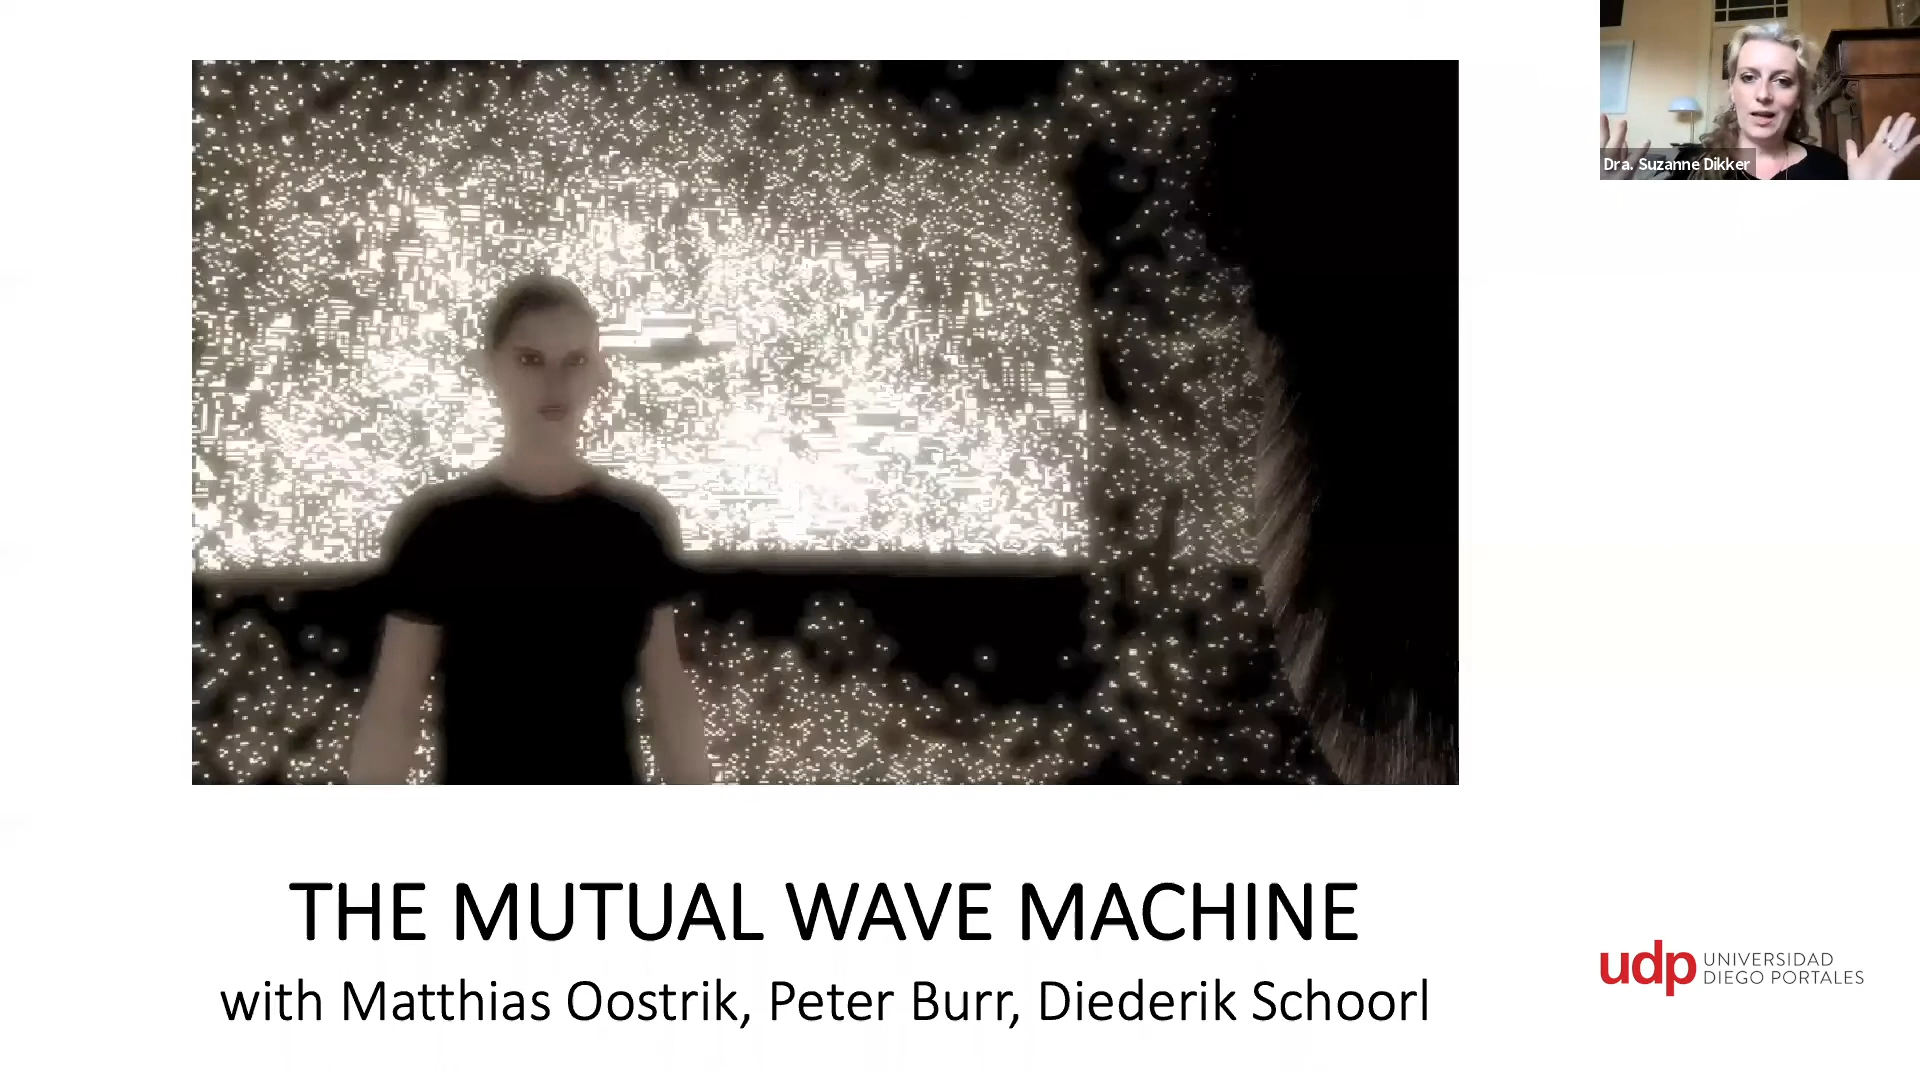 Dra. Suzanne Dikker
THE MUTUAL WAVE MACHINE
with Matthias Oostrik, Peter Burr, Diederik Schoorl
udp UNIVERSIDAD
DIEGO PORTALES